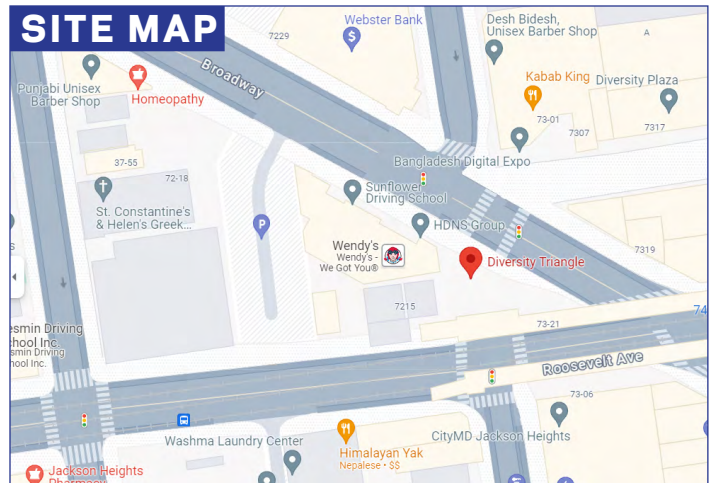 SITE MAP
Webster Bank
Desh Bidesh,
Unisex Barber Shop
7229
A
Broadway
Punjabi Unisex
Barber Shop
Homeopathy
Kabab King
Diversity Plaza
73-01
7307
7317
37-55
72-18
Bangladesh Digital Expo
Sunflower
Driving School
St. Constantine's
& Helen's Greek...
P
HDNS Group
Wendy's
Wendy's -
We Got You®
Diversity Triangle
7319
7215
74
73-21
esmin Driving
chool Inc.
smin Driving
hool Inc.
Roosevelt Ave
73-06
Washma Laundry Center
Himalayan Yak
Nepalese • $$
CityMD Jackson Heights
Jackson Heights
Pharmacy